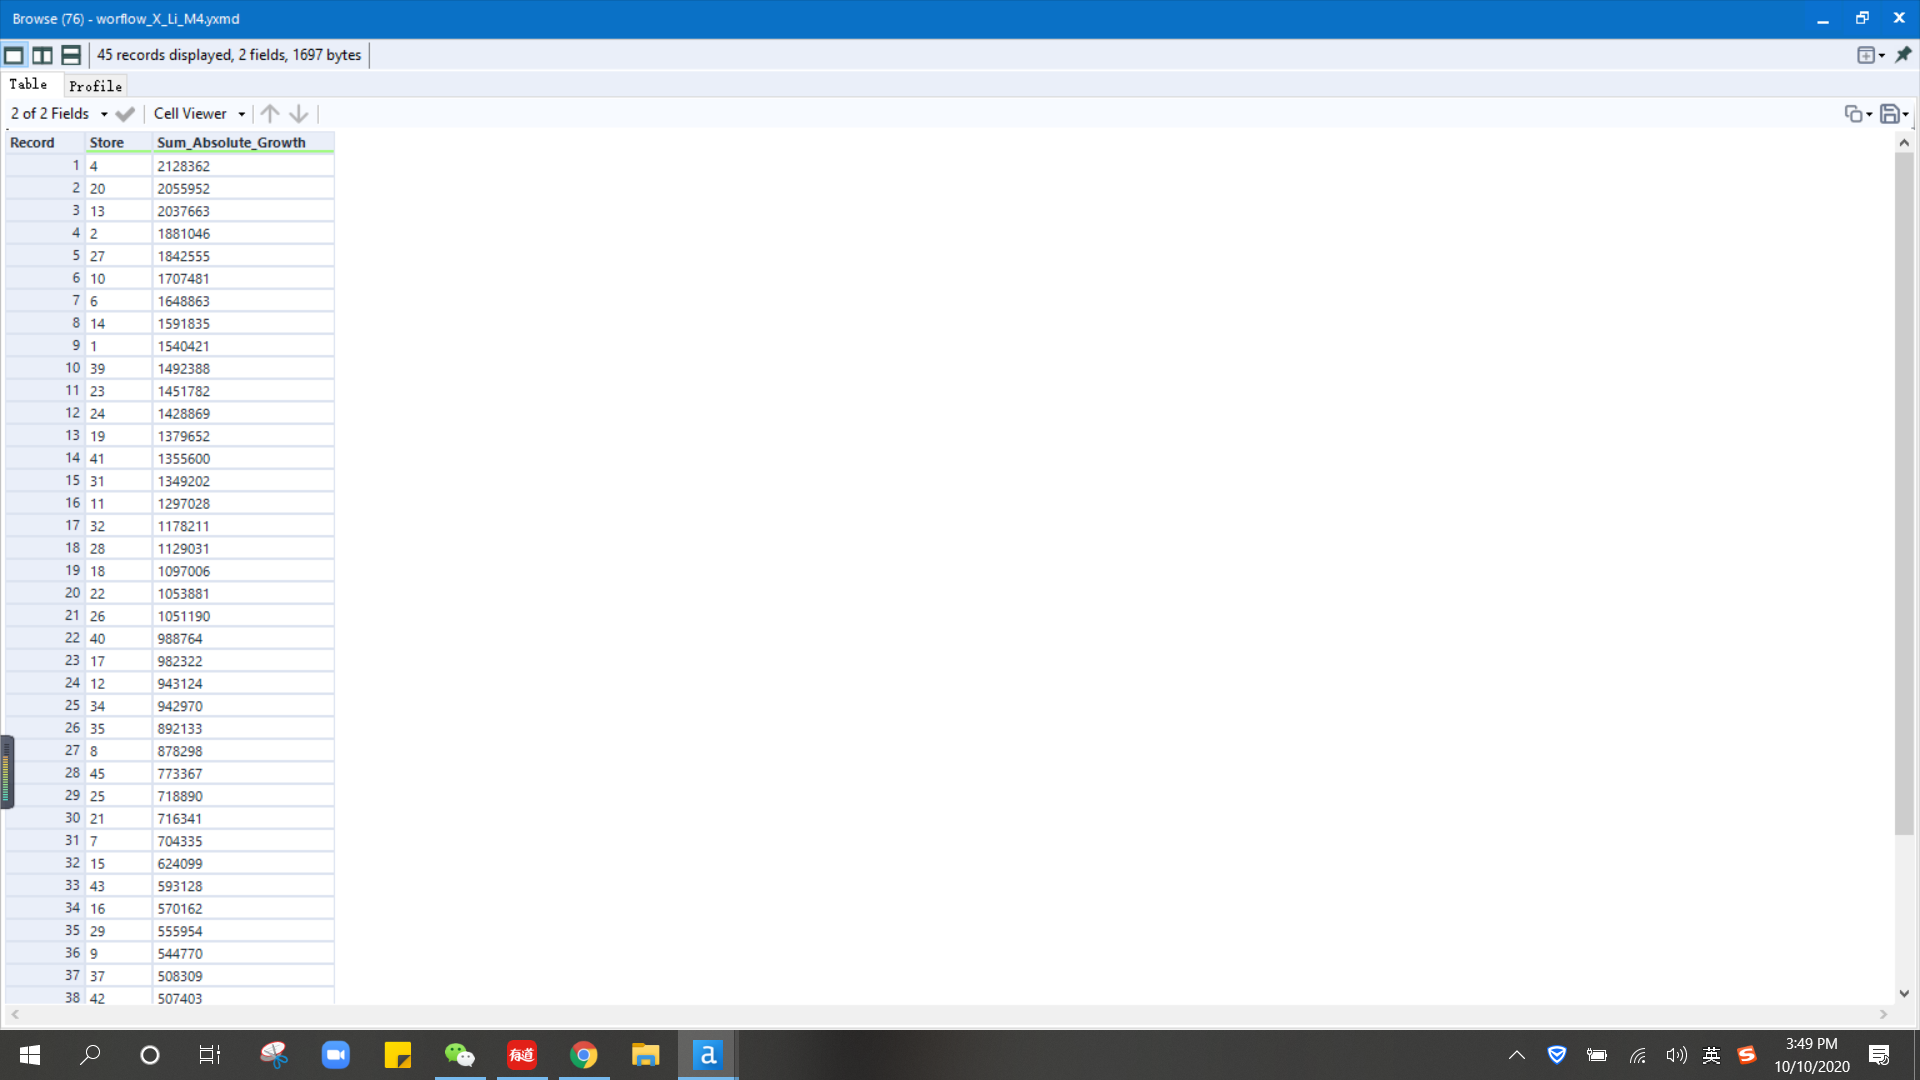 Browse (76) - worflow_X_Li_M4.yxmd
45 records displayed, 2 fields, 1697 bytes
Table Profile
2 of 2 Fields Cell Viewer
Record Store Sum_Absolute_Growth
1 4 2128362
2 20 2055952
3 13 2037663
4 2 1881046
5 27 1842555
6 10 1707481
7 6 1648863
8 14 1591835
9 1 1540421
10 39 1492388
11 23 1451782
12 24 1428869
13 19 1379652
14 41 1355600
15 31 1349202
16 11 1297028
17 32 1178211
18 28 1129031
19 18 1097006
20 22 1053881
21 26 1051190
22 40 988764
23 17 982322
24 12 943124
25 34 942970
26 35 892133
27 8 878298
28 45 773367
29 25 718890
30 21 716341
31 7 704335
32 15 624099
33 43 593128
34 16 570162
35 29 555954
36 9 544770
37 37 508309
38 42 507403
有道
a
英
S
3:49 PM
10/10/2020